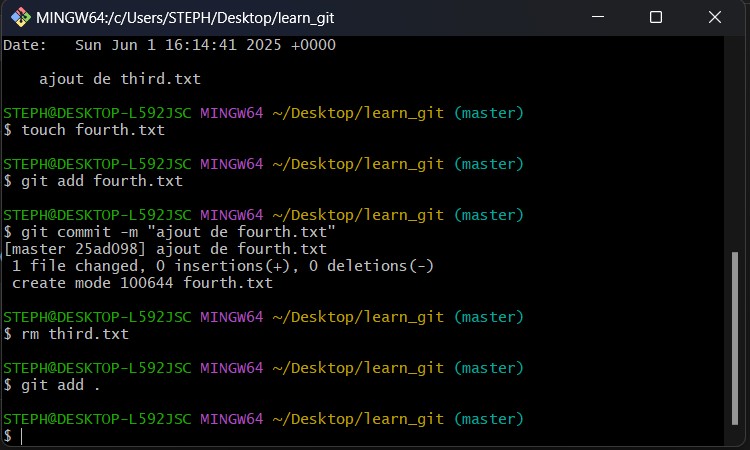 MINGW64:/c/Users/STEPH/Desktop/learn_git
Date:   Sun Jun 1 16:14:41 2025 +0000
    ajout de third.txt
STEPH@DESKTOP-L592JSC MINGW64 ~/Desktop/learn_git (master)
$ touch fourth.txt
STEPH@DESKTOP-L592JSC MINGW64 ~/Desktop/learn_git (master)
$ git add fourth.txt
STEPH@DESKTOP-L592JSC MINGW64 ~/Desktop/learn_git (master)
$ git commit -m "ajout de fourth.txt"
[master 25ad098] ajout de fourth.txt
 1 file changed, 0 insertions(+), 0 deletions(-)
 create mode 100644 fourth.txt
STEPH@DESKTOP-L592JSC MINGW64 ~/Desktop/learn_git (master)
$ rm third.txt
STEPH@DESKTOP-L592JSC MINGW64 ~/Desktop/learn_git (master)
$ git add .
STEPH@DESKTOP-L592JSC MINGW64 ~/Desktop/learn_git (master)
$